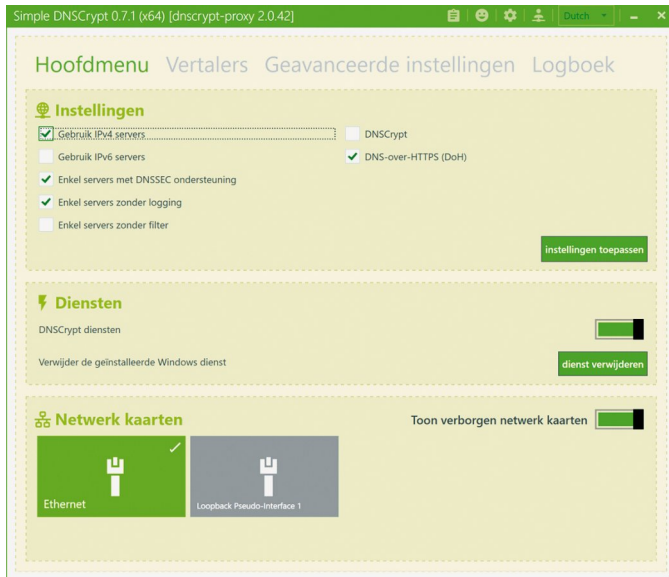 Simple DNSCrypt 0.7.1 (x64) [dnscrypt-proxy 2.0.42]
Dutch
Hoofdmenu Vertalers Geavanceerde instellingen Logboek
Instellingen
Gebruik IPv4 servers
DNSCrypt
Gebruik IPv6 servers
DNS-over-HTTPS (DoH)
Enkel servers met DNSSEC ondersteuning
Enkel servers zonder logging
Enkel servers zonder filter
instellingen toepassen
Diensten
DNSCrypt diensten
Verwijder de geïnstalleerde Windows dienst
dienst verwijderen
Netwerk kaarten
Toon verborgen netwerk kaarten
Ethernet
Loopback Pseudo-Interface 1